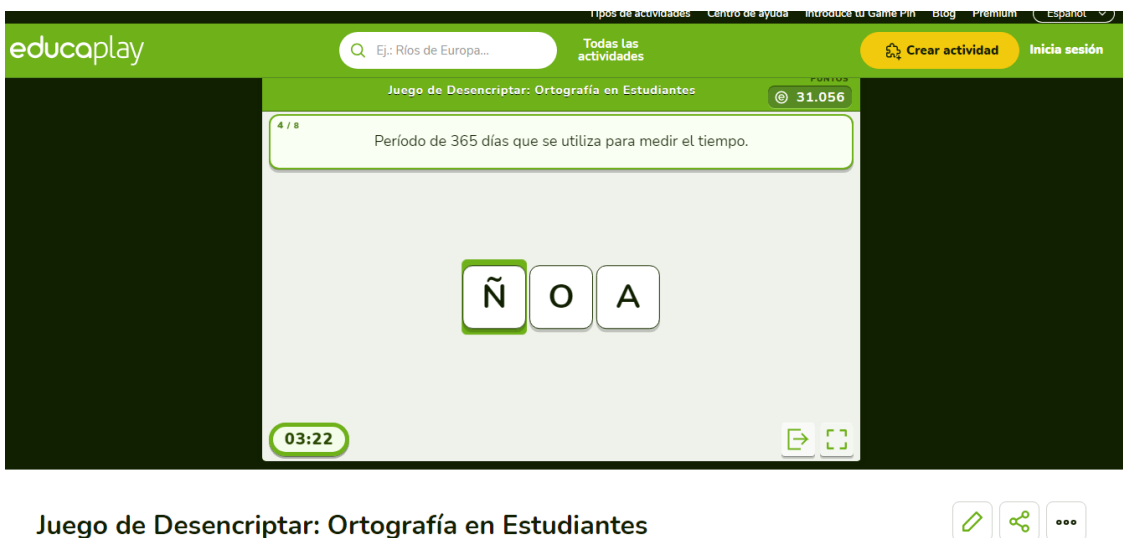 Tipos de actividades Centro de ayuda Introduce tu Game Pin Blog Premium Español
educaplay
Ej.: Ríos de Europa...
Todas las
actividades
Crear actividad
Inicia sesión
Juego de Desencriptar: Ortografía en Estudiantes
PUNTOS
31.056
4 / 8
Período de 365 días que se utiliza para medir el tiempo.
Ñ O A
03:22
Juego de Desencriptar: Ortografía en Estudiantes